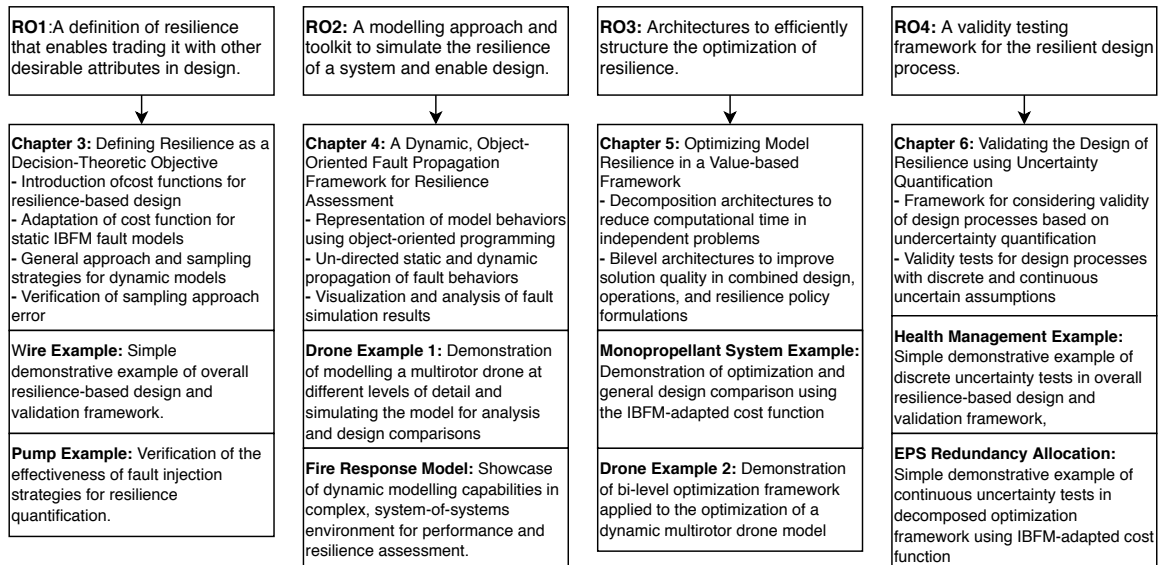 RO1:A definition of resilience
that enables trading it with other
desirable attributes in design.
Chapter 3: Defining Resilience as a
Decision-Theoretic Objective
- Introduction ofcost functions for
resilience-based design
- Adaptation of cost function for
static IBFM fault models
- General approach and sampling
strategies for dynamic models
- Verification of sampling approach
error
Wire Example: Simple
demonstrative example of overall
resilience-based design and
validation framework.
Pump Example: Verification of the
effectiveness of fault injection
strategies for resilience
quantification.
RO2: A modelling approach and
toolkit to simulate the resilience
of a system and enable design.
Chapter 4: A Dynamic, Object-
Oriented Fault Propagation
Framework for Resilience
Assessment
- Representation of model behaviors
using object-oriented programming
- Un-directed static and dynamic
propagation of fault behaviors
- Visualization and analysis of fault
simulation results
Drone Example 1: Demonstration
of modelling a multirotor drone at
different levels of detail and
simulating the model for analysis
and design comparisons
Fire Response Model: Showcase
of dynamic modelling capabilities in
complex, system-of-systems
environment for performance and
resilience assessment.
RO3: Architectures to efficiently
structure the optimization of
resilience.
Chapter 5: Optimizing Model
Resilience in a Value-based
Framework
- Decomposition architectures to
reduce computational time in
independent problems
- Bilevel architectures to improve
solution quality in combined design,
operations, and resilience policy
formulations
Monopropellant System Example:
Demonstration of optimization and
general design comparison using
the IBFM-adapted cost function
Drone Example 2: Demonstration
of bi-level optimization framework
applied to the optimization of a
dynamic multirotor drone model
RO4: A validity testing
framework for the resilient design
process.
Chapter 6: Validating the Design of
Resilience using Uncertainty
Quantification
- Framework for considering validity
of design processes based on
undercertainty quantification
- Validity tests for design processes
with discrete and continuous
uncertain assumptions
Health Management Example:
Simple demonstrative example of
discrete uncertainty tests in overall
resilience-based design and
validation framework,
EPS Redundancy Allocation:
Simple demonstrative example of
continuous uncertainty tests in
decomposed optimization
framework using IBFM-adapted cost
function